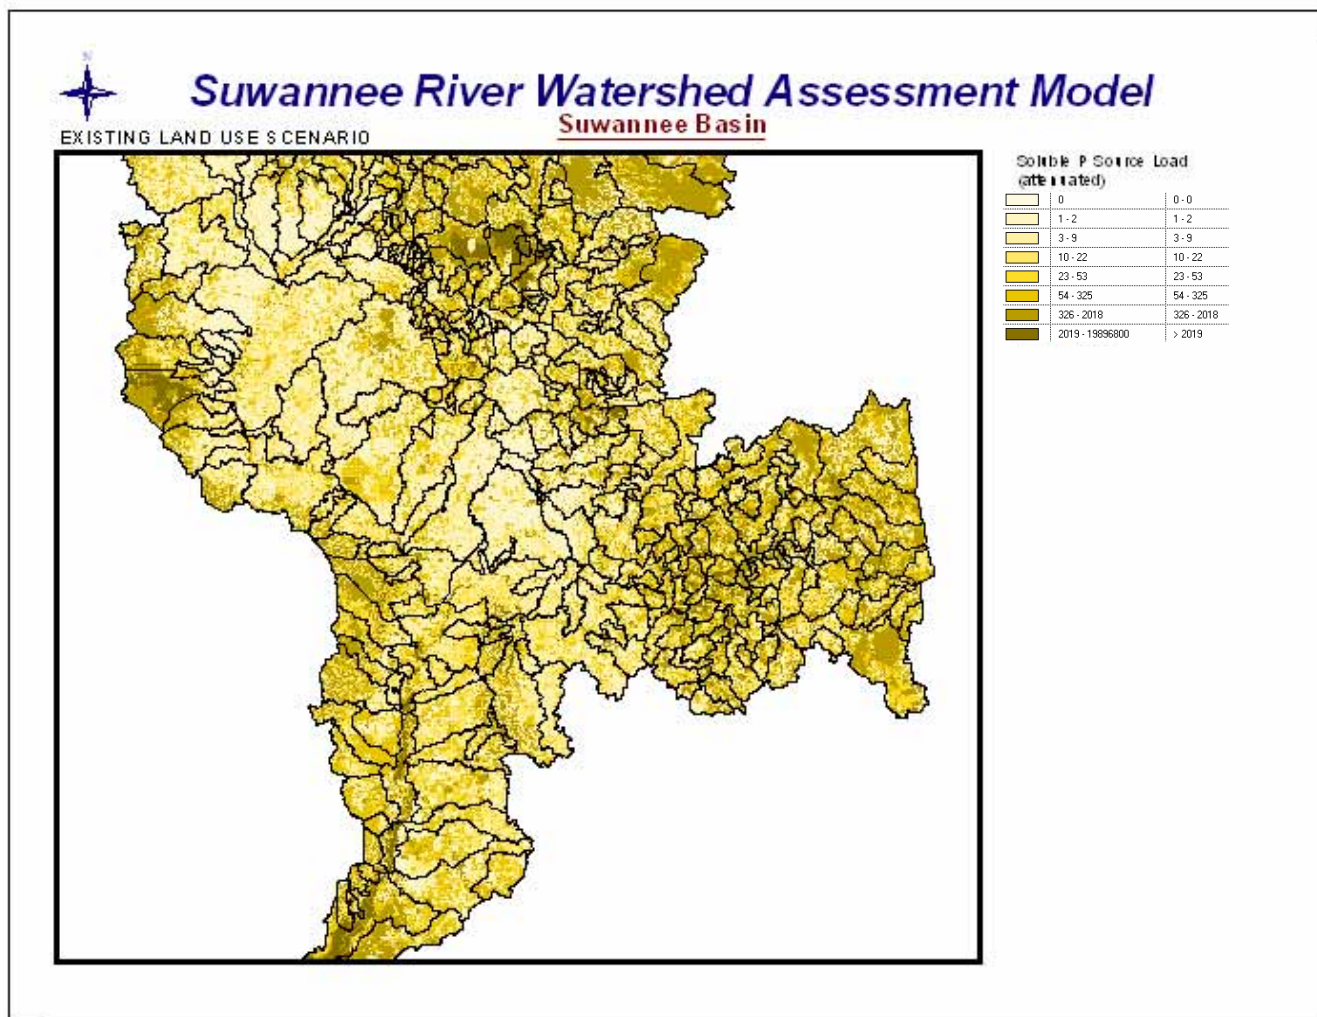 N
Suwannee River Watershed Assessment Model
Suwannee Basin
EXISTING LAND USE SCENARIO
Soluble P Source Load
(attenuated)
0 0 - 0
1 - 2 1 - 2
3 - 9 3 - 9
10 - 22 10 - 22
23 - 53 23 - 53
54 - 325 54 - 325
326 - 2018 326 - 2018
2019 - 19896800 > 2019